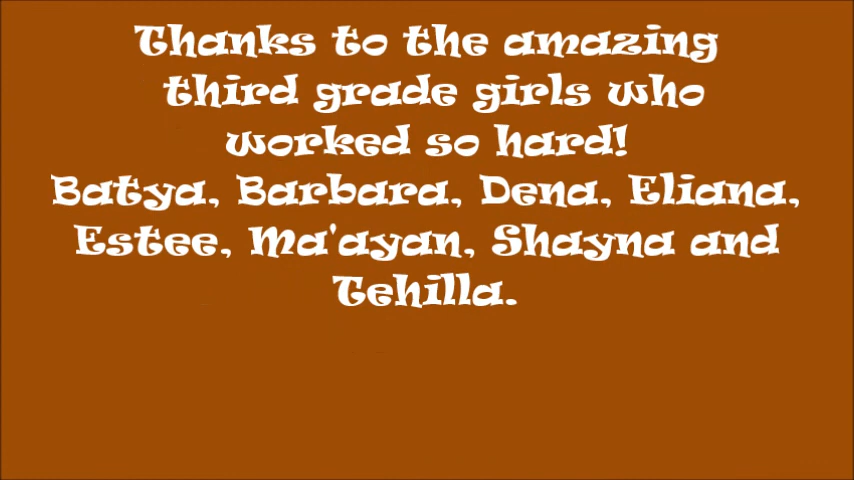 Thanks to the amazing
third grade girls who
worked so hard!
Batya, Barbara, Dena, Eliana,
Estee, Ma'ayan, Shayna and
Tehilla.